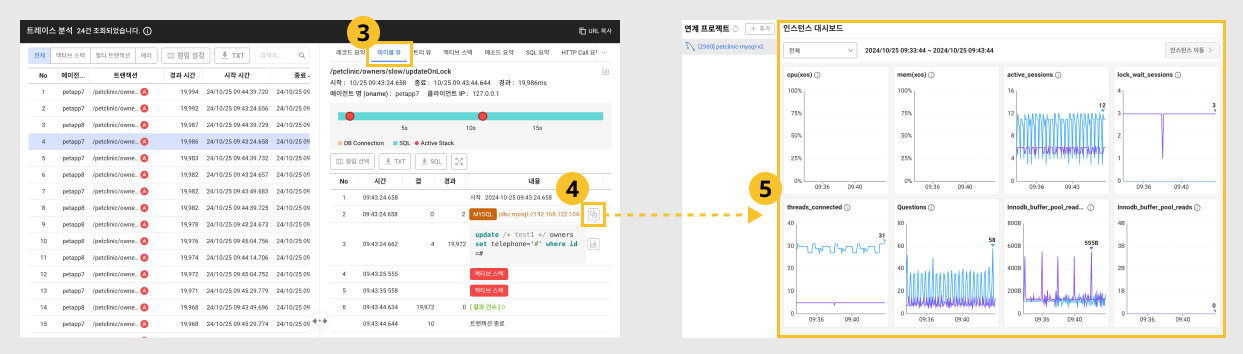 트레이스 분석 24건 조회되었습니다.
URL 복사
3
전체 액티브 스택 멀티 트랜잭션 에러
컬럼 설정
TXT
No 에이전... 트랜잭션 경과 시간 시작 시간 종료
1 petapp7 /petclinic/owne... A 19,994 24/10/25 09:44:39.720 24/10/25 09
2 petapp7 /petclinic/owne... A 19,992 24/10/25 09:43:24.656 24/10/25 09
3 petapp8 /petclinic/owne... A 19,987 24/10/25 09:44:39.729 24/10/25 09
4 petapp7 /petclinic/owne... A 19,986 24/10/25 09:43:24.658 24/10/25 09
5 petapp7 /petclinic/owne... A 19,983 24/10/25 09:44:39.732 24/10/25 09
6 petapp8 /petclinic/owne... A 19,982 24/10/25 09:43:24.657 24/10/25 09
7 petapp7 /petclinic/owne... A 19,982 24/10/25 09:43:49.683 24/10/25 09
8 petapp8 /petclinic/owne... A 19,982 24/10/25 09:44:39.725 24/10/25 09
9 petapp8 /petclinic/owne... A 19,978 24/10/25 09:43:24.673 24/10/25 09
10 petapp7 /petclinic/owne... A 19,976 24/10/25 09:45:04.756 24/10/25 09
11 petapp8 /petclinic/owne... A 19,974 24/10/25 09:44:14.706 24/10/25 09
12 petapp7 /petclinic/owne... A 19,972 24/10/25 09:45:04.752 24/10/25 09
13 petapp7 /petclinic/owne... A 19,971 24/10/25 09:45:29.779 24/10/25 09
14 petapp8 /petclinic/owne... A 19,968 24/10/25 09:43:49.696 24/10/25 09
15 petapp7 /petclinic/owne... A 19,968 24/10/25 09:45:29.774 24/10/25 09
레코드 요약 테이블 뷰 트리 뷰 액티브 스택 메소드 요약 SQL 요약 HTTP Call 요약 ...
/petclinic/owners/slow/updateOnLock
시작 : 10/25 09:43:24.658 종료 : 10/25 09:43:44.644 경과 : 19,986ms
에이전트 명 (oname) : petapp7 클라이언트 IP : 127.0.0.1
5s 10s 15s
DB Connection SQL Active Stack
컬럼 선택 TXT SQL
No 시간 갭 경과 내용
4
1 09:43:24.658 시작 2024-10-25 09:43:24.658
2 09:43:24.658 0 2 MYSQL jdbc:mysql://192.168.122.104
3 09:43:24.662 4 19,972 update /* test1 */ owners
set telephone='#' where id
=#
4 09:43:25.555 액티브 스택
5 09:43:35.558 액티브 스택
6 09:43:44.634 19,972 0 [ 결과 건수 ] 0
09:43:44.644 10 트랜잭션 종료
연계 프로젝트 + 추가
[2980] petclinic-mysql-v2
5
인스턴스 대시보드
전체
2024/10/25 09:33:44 ~ 2024/10/25 09:43:44
인스턴스 이동
cpu(xos)
100%
75%
50%
25%
0%
09:36 09:40
mem(xos)
100%
75%
50%
25%
0%
09:36 09:40
active_sessions
16
12
12
8
4
0
09:36 09:40
lock_wait_sessions
4
3
3
2
1
0
09:36 09:40
threads_connected
40
31
30
20
10
0
09:36 09:40
Questions
80
58
60
40
20
0
09:36 09:40
Innodb_buffer_pool_read...
800B
555B
600B
400B
200B
0
09:36 09:40
Innodb_buffer_pool_reads
4B
3B
2B
1B
0
0
09:36 09:40